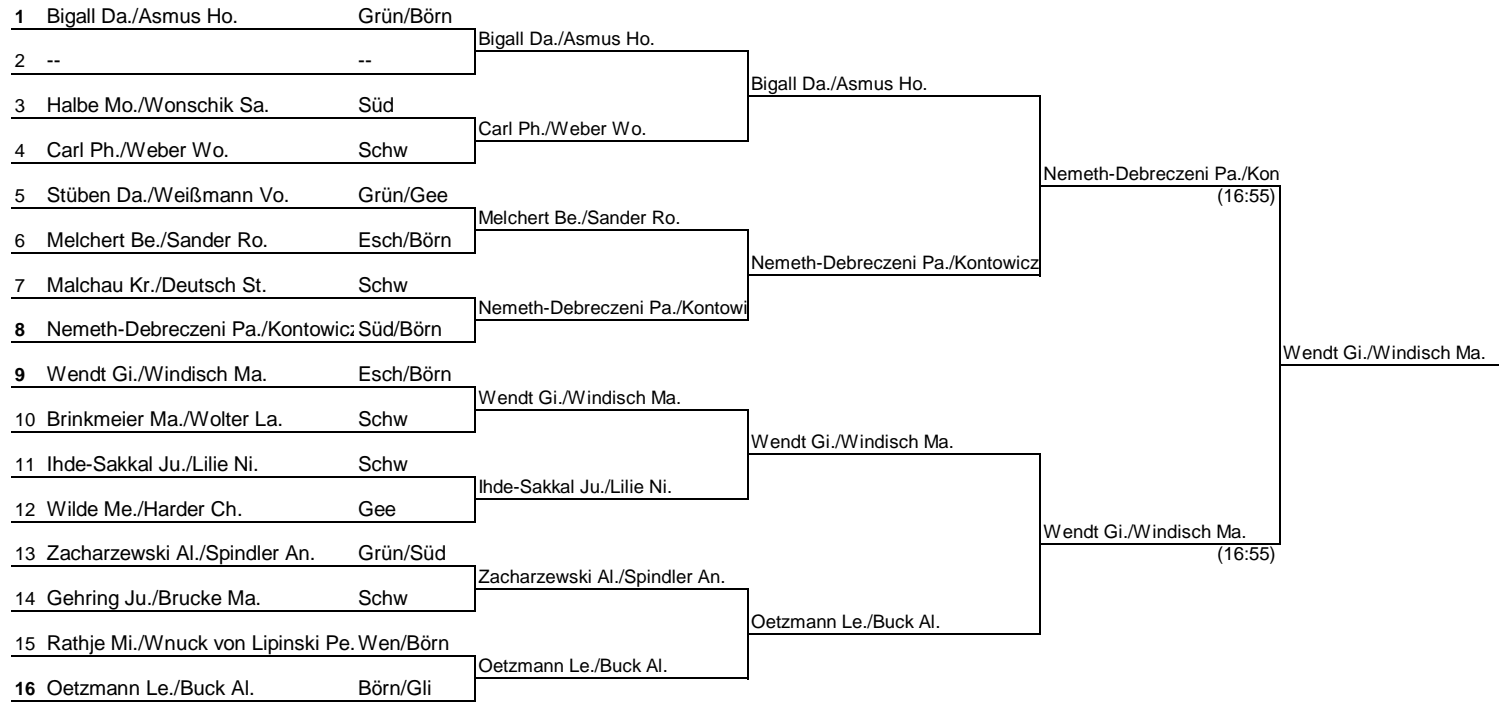 1 Bigall Da./Asmus Ho. Grün/Börn
Bigall Da./Asmus Ho.
2 -- --
Bigall Da./Asmus Ho.
3 Halbe Mo./Wonschik Sa. Süd
Carl Ph./Weber Wo.
4 Carl Ph./Weber Wo. Schw
Nemeth-Debreczeni Pa./Kon
(16:55)
5 Stüben Da./Weißmann Vo. Grün/Gee
Melchert Be./Sander Ro.
6 Melchert Be./Sander Ro. Esch/Börn
Nemeth-Debreczeni Pa./Kontowicz
7 Malchau Kr./Deutsch St. Schw
Nemeth-Debreczeni Pa./Kontowi
8 Nemeth-Debreczeni Pa./Kontowicz Süd/Börn
Wendt Gi./Windisch Ma.
9 Wendt Gi./Windisch Ma. Esch/Börn
Wendt Gi./Windisch Ma.
10 Brinkmeier Ma./Wolter La. Schw
Wendt Gi./Windisch Ma.
11 Ihde-Sakkal Ju./Lilie Ni. Schw
Ihde-Sakkal Ju./Lilie Ni.
12 Wilde Me./Harder Ch. Gee
Wendt Gi./Windisch Ma.
(16:55)
13 Zacharzewski Al./Spindler An. Grün/Süd
Zacharzewski Al./Spindler An.
14 Gehring Ju./Brucke Ma. Schw
Oetzmann Le./Buck Al.
15 Rathje Mi./Wnuck von Lipinski Pe. Wen/Börn
Oetzmann Le./Buck Al.
16 Oetzmann Le./Buck Al. Börn/Gli